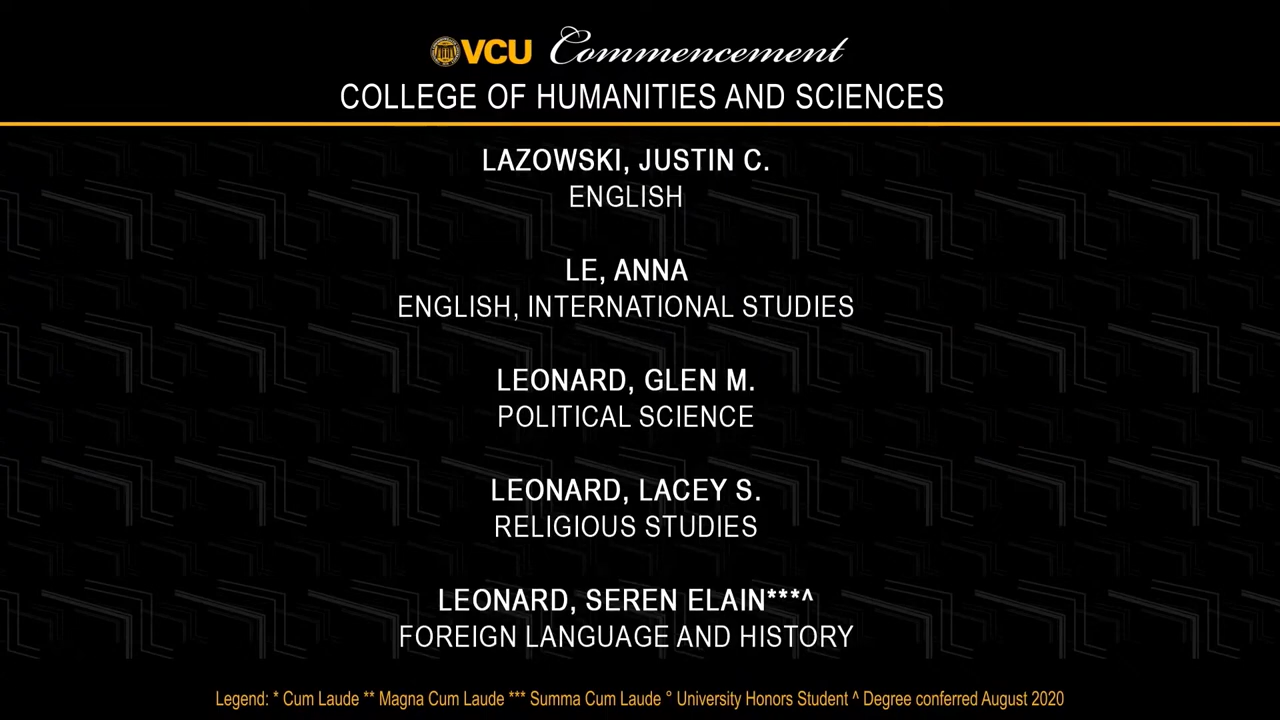 VCU Commencement
COLLEGE OF HUMANITIES AND SCIENCES
LAZOWSKI, JUSTIN C.
ENGLISH
LE, ANNA
ENGLISH, INTERNATIONAL STUDIES
LEONARD, GLEN M.
POLITICAL SCIENCE
LEONARD, LACEY S.
RELIGIOUS STUDIES
LEONARD, SEREN ELAIN***^
FOREIGN LANGUAGE AND HISTORY
Legend: * Cum Laude ** Magna Cum Laude *** Summa Cum Laude ° University Honors Student ^ Degree conferred August 2020